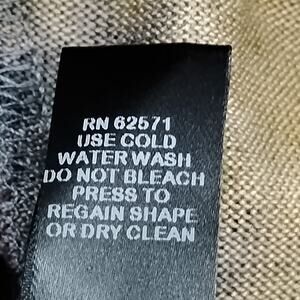 RN 62571
USE COLD
WATER WASH
DO NOT BLEACH
PRESS TO
REGAIN SHAPE
OR DRY CLEAN